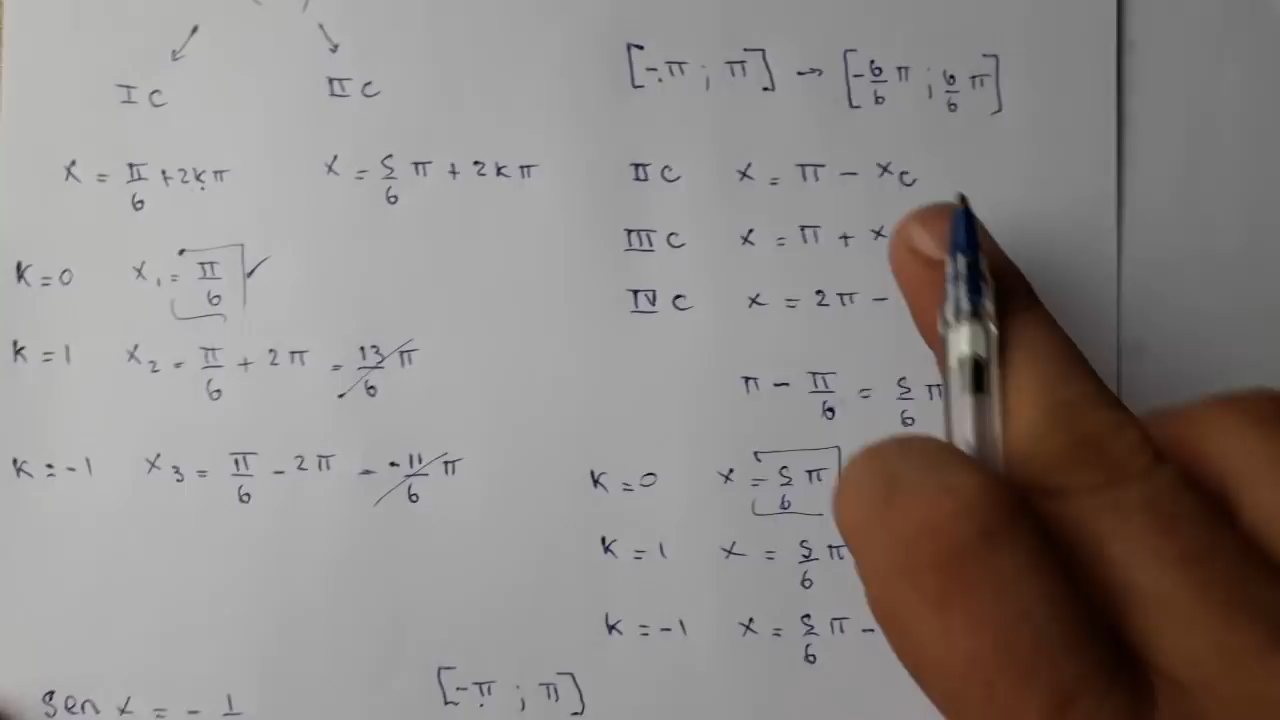 I C
II C
x = π/6 + 2kπ
x = 5/6 π + 2kπ
k = 0 x₁ = π/6 ✓
k = 1 x₂ = π/6 + 2π = 13/6 π
k = -1 x₃ = π/6 - 2π = -11/6 π
[-π ; π] → [-6/6 π ; 6/6 π]
II C x = π - xc
III C x = π + x
IV C x = 2π -
π - π/6 = 5/6 π
k = 0 x = 5/6 π
k = 1 x = 5/6 π
k = -1 x = 5/6 π -
Sen x = - 1
[-π ; π]